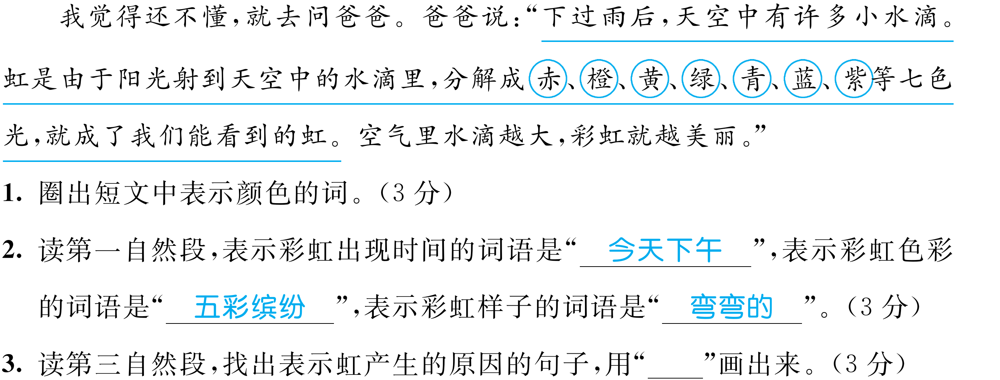 我觉得还不懂，就去问爸爸。爸爸说：“下过雨后，天空中有许多小水滴。
虹是由于阳光射到天空中的水滴里，分解成赤、橙、黄、绿、青、蓝、紫等七色
光，就成了我们能看到的虹。空气里水滴越大，彩虹就越美丽。”
1. 圈出短文中表示颜色的词。（3 分）
2. 读第一自然段，表示彩虹出现时间的词语是“今天下午”，表示彩虹色彩
的词语是“五彩缤纷”，表示彩虹样子的词语是“弯弯的”。（3 分）
3. 读第三自然段，找出表示虹产生的原因的句子，用“____”画出来。（3 分）